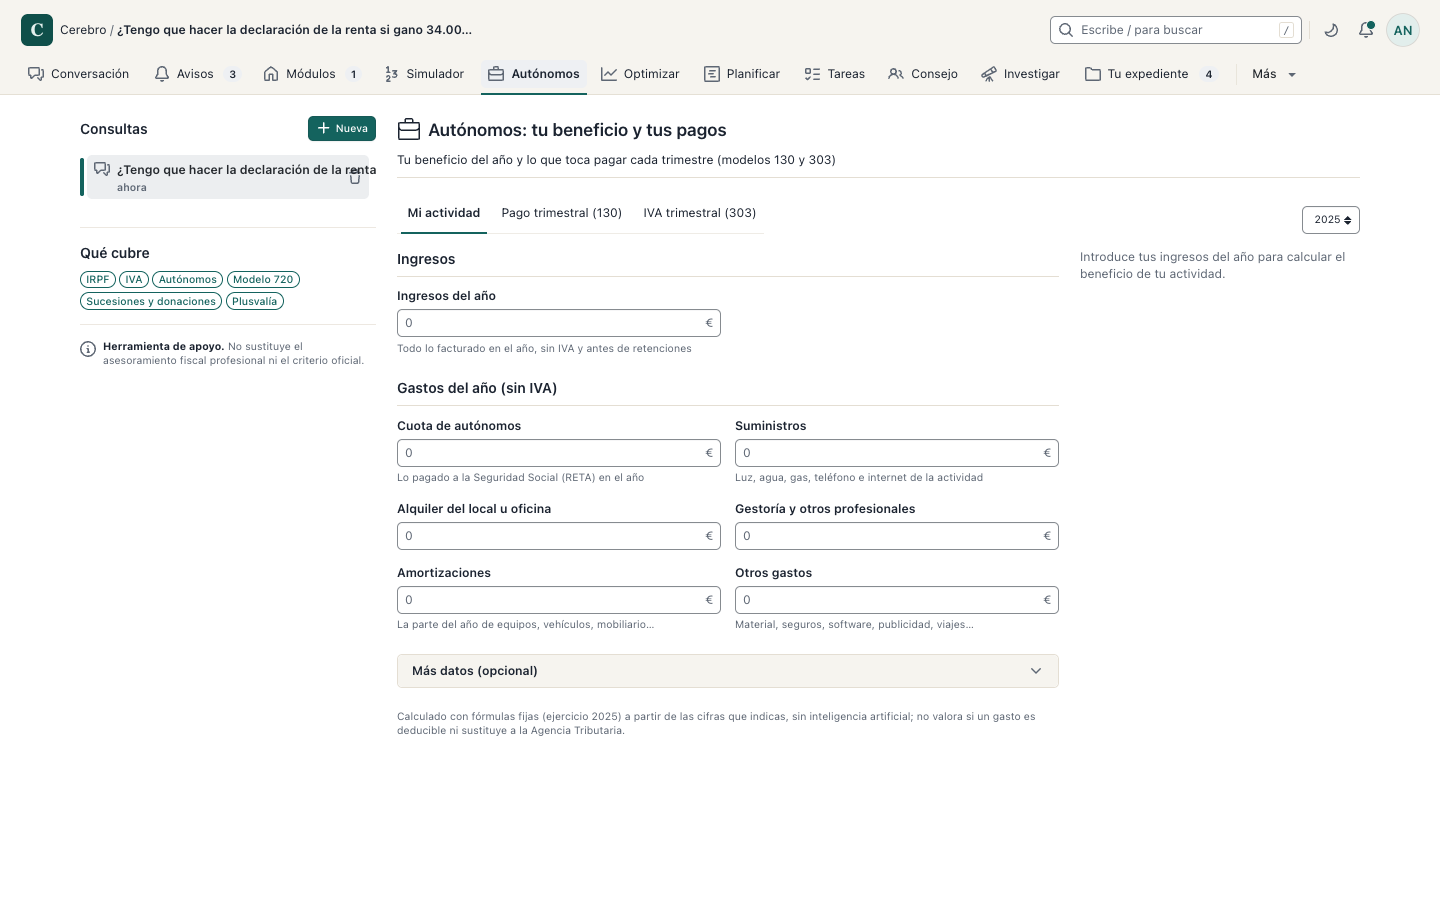 C Cerebro / ¿Tengo que hacer la declaración de la renta si gano 34.00...
Escribe / para buscar /
AN
Conversación Avisos 3 Módulos 1 Simulador Autónomos Optimizar Planificar Tareas Consejo Investigar Tu expediente 4 Más
Consultas
Nueva
¿Tengo que hacer la declaración de la renta
ahora
Qué cubre
IRPF IVA Autónomos Modelo 720
Sucesiones y donaciones Plusvalía
Herramienta de apoyo. No sustituye el
asesoramiento fiscal profesional ni el criterio oficial.
Autónomos: tu beneficio y tus pagos
Tu beneficio del año y lo que toca pagar cada trimestre (modelos 130 y 303)
Mi actividad Pago trimestral (130) IVA trimestral (303)
2025
Ingresos
Ingresos del año
0 €
Todo lo facturado en el año, sin IVA y antes de retenciones
Gastos del año (sin IVA)
Cuota de autónomos Suministros
0 € 0 €
Lo pagado a la Seguridad Social (RETA) en el año Luz, agua, gas, teléfono e internet de la actividad
Alquiler del local u oficina Gestoría y otros profesionales
0 € 0 €
Amortizaciones Otros gastos
0 € 0 €
La parte del año de equipos, vehículos, mobiliario... Material, seguros, software, publicidad, viajes...
Más datos (opcional)
Calculado con fórmulas fijas (ejercicio 2025) a partir de las cifras que indicas, sin inteligencia artificial; no valora si un gasto es
deducible ni sustituye a la Agencia Tributaria.
Introduce tus ingresos del año para calcular el
beneficio de tu actividad.